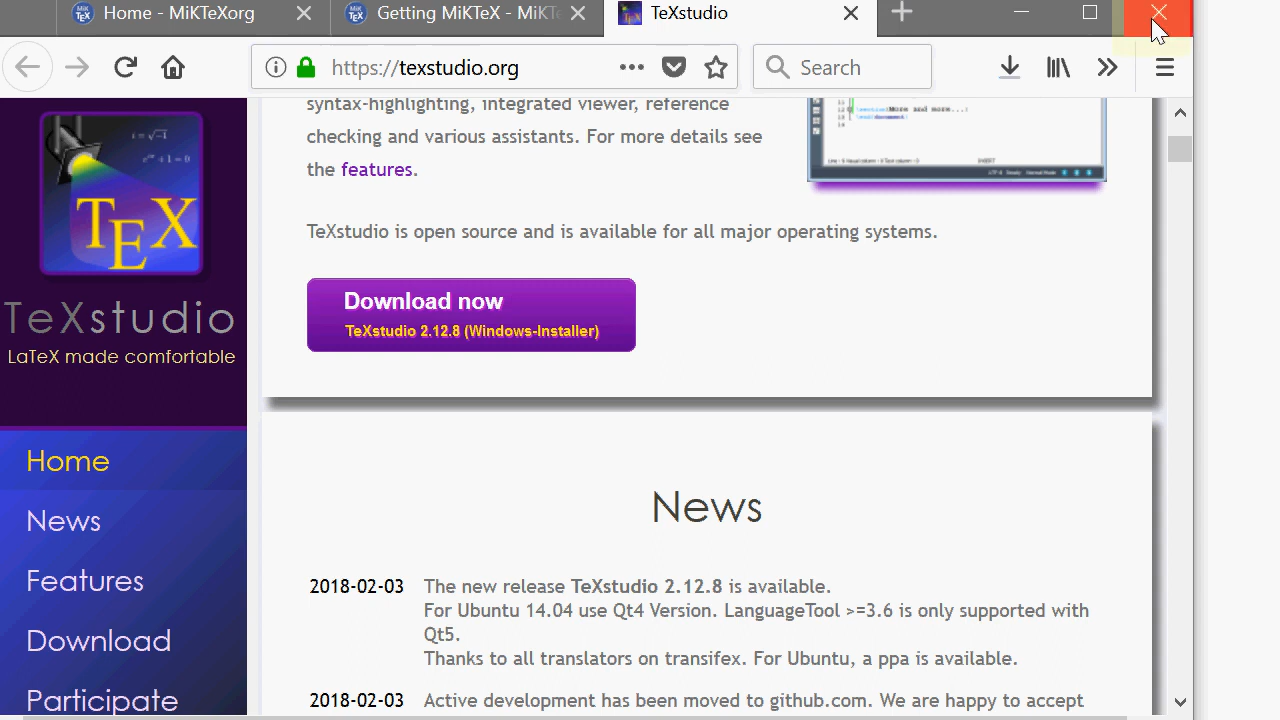 Home - MiKTeXorg
Getting MiKTeX - MiKTe
TeXstudio
https://texstudio.org
Search
syntax-highlighting, integrated viewer, reference
checking and various assistants. For more details see
the features.
TeXstudio is open source and is available for all major operating systems.
Download now
TeXstudio 2.12.8 (Windows-Installer)
TEX
TeXstudio
LaTeX made comfortable
Home
News
Features
Download
Participate
News
2018-02-03 The new release TeXstudio 2.12.8 is available.
For Ubuntu 14.04 use Qt4 Version. LanguageTool >=3.6 is only supported with
Qt5.
Thanks to all translators on transifex. For Ubuntu, a ppa is available.
2018-02-03 Active development has been moved to github.com. We are happy to accept